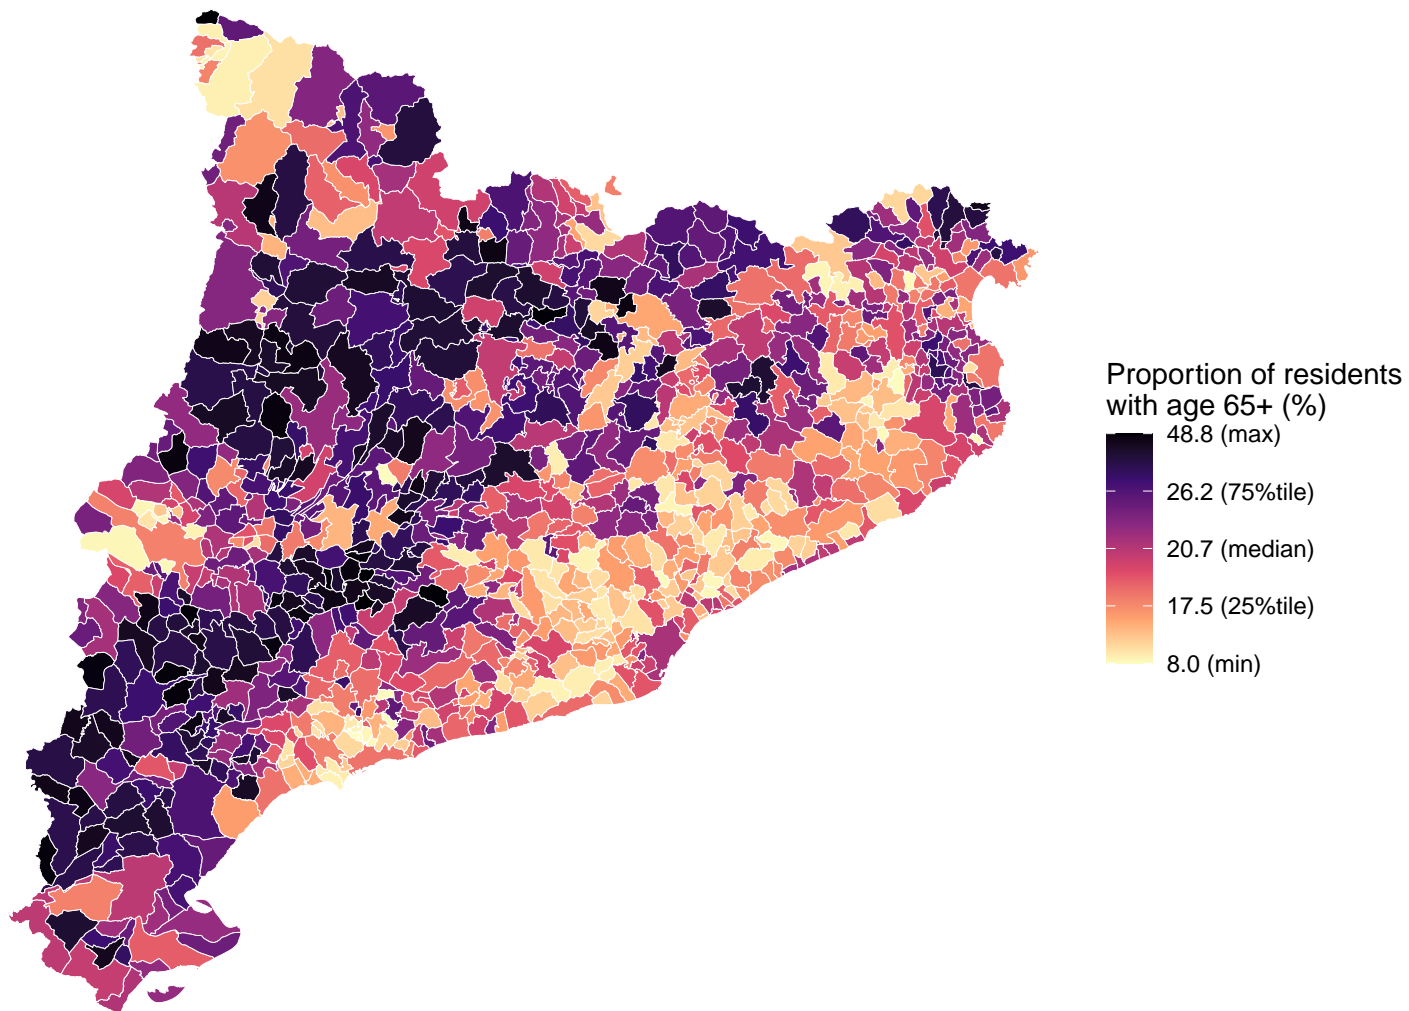 Proportion of residents
with age 65+ (%)
48.8 (max)
26.2 (75%tile)
20.7 (median)
17.5 (25%tile)
8.0 (min)